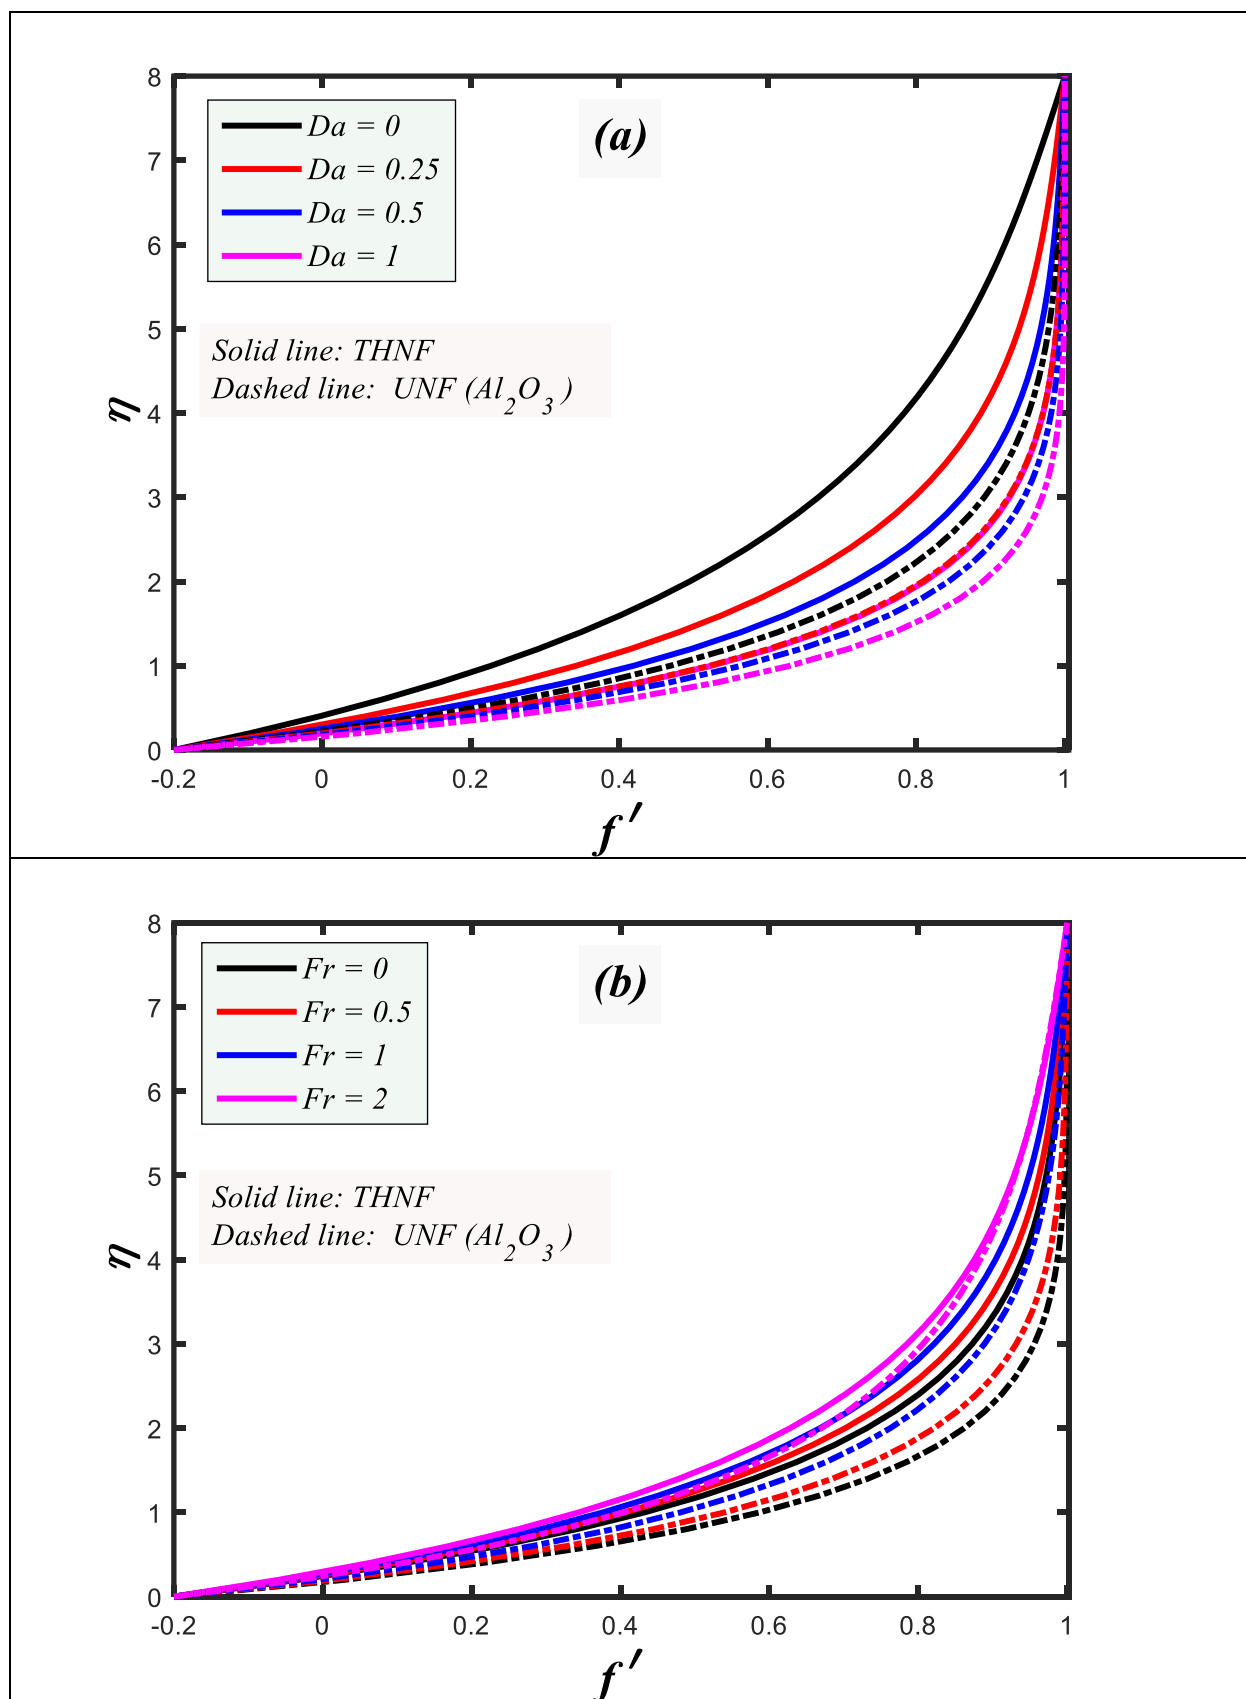 (a)
Da = 0
Da = 0.25
Da = 0.5
Da = 1
Solid line: THNF
Dashed line: UNF (Al2O3)
η
8
7
6
5
4
3
2
1
0
-0.2 0 0.2 0.4 0.6 0.8 1
f′
(b)
Fr = 0
Fr = 0.5
Fr = 1
Fr = 2
Solid line: THNF
Dashed line: UNF (Al2O3)
η
8
7
6
5
4
3
2
1
0
-0.2 0 0.2 0.4 0.6 0.8 1
f′